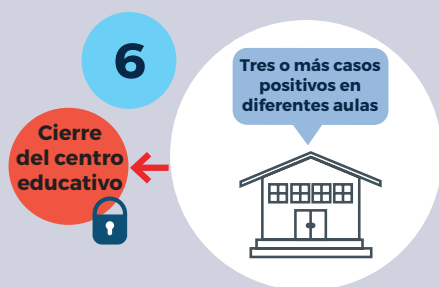 6
Tres o más casos
positivos en
diferentes aulas
Cierre
del centro
educativo